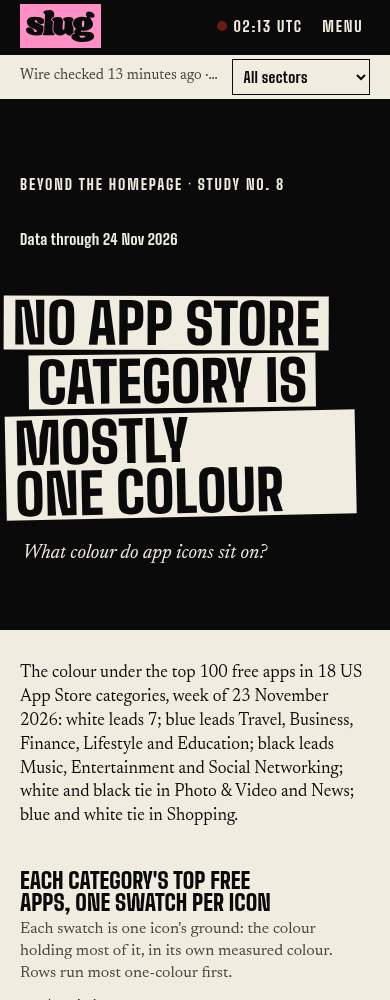 slug
02:13 UTC MENU
Wire checked 13 minutes ago ·…
All sectors
BEYOND THE HOMEPAGE · STUDY NO. 8
Data through 24 Nov 2026
NO APP STORE
CATEGORY IS
MOSTLY
ONE COLOUR
What colour do app icons sit on?
The colour under the top 100 free apps in 18 US
App Store categories, week of 23 November
2026: white leads 7; blue leads Travel, Business,
Finance, Lifestyle and Education; black leads
Music, Entertainment and Social Networking;
white and black tie in Photo & Video and News;
blue and white tie in Shopping.
EACH CATEGORY'S TOP FREE
APPS, ONE SWATCH PER ICON
Each swatch is one icon's ground: the colour
holding most of it, in its own measured colour.
Rows run most one-colour first.